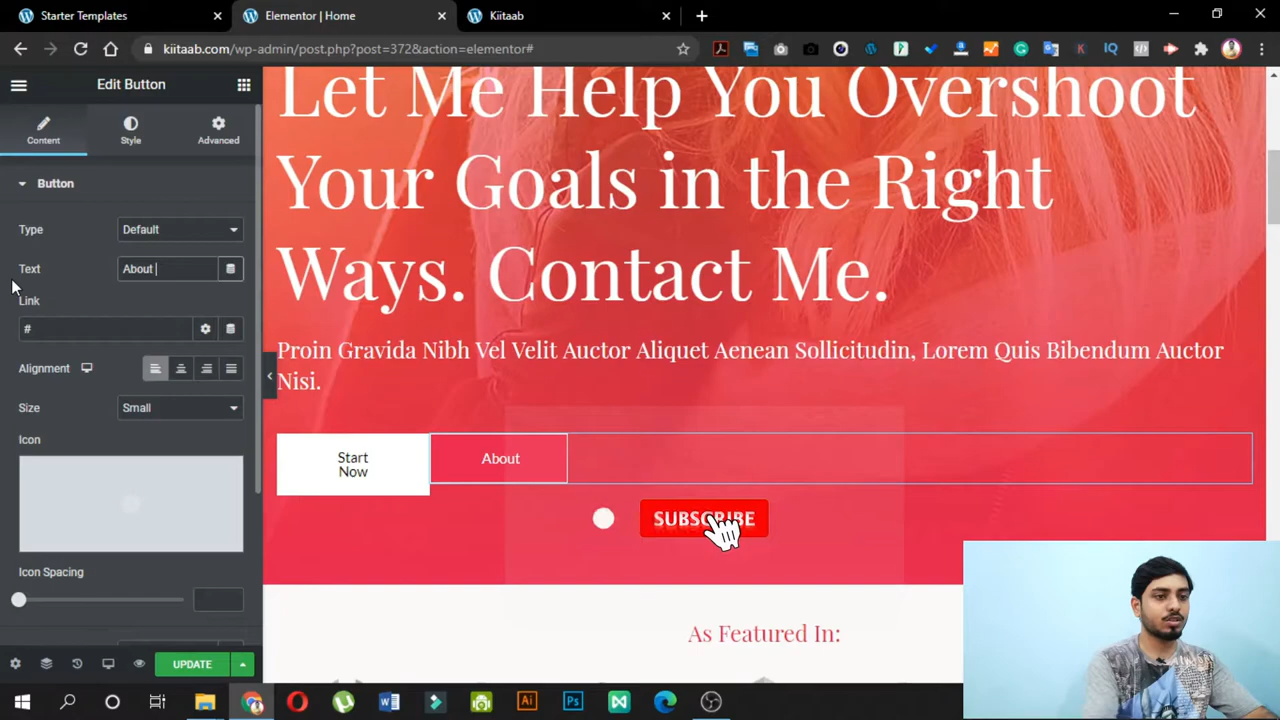 Starter Templates
Elementor | Home
Kiitaab
kiitaab.com/wp-admin/post.php?post=372&action=elementor#
Edit Button
Content
Style
Advanced
Button
Type
Default
Text
About
Link
#
Alignment
Size
Small
Icon
Icon Spacing
UPDATE
Let Me Help You Overshoot
Your Goals in the Right
Ways. Contact Me.
Proin Gravida Nibh Vel Velit Auctor Aliquet Aenean Sollicitudin, Lorem Quis Bibendum Auctor
Nisi.
Start
Now
About
SUBSCRIBE
As Featured In: